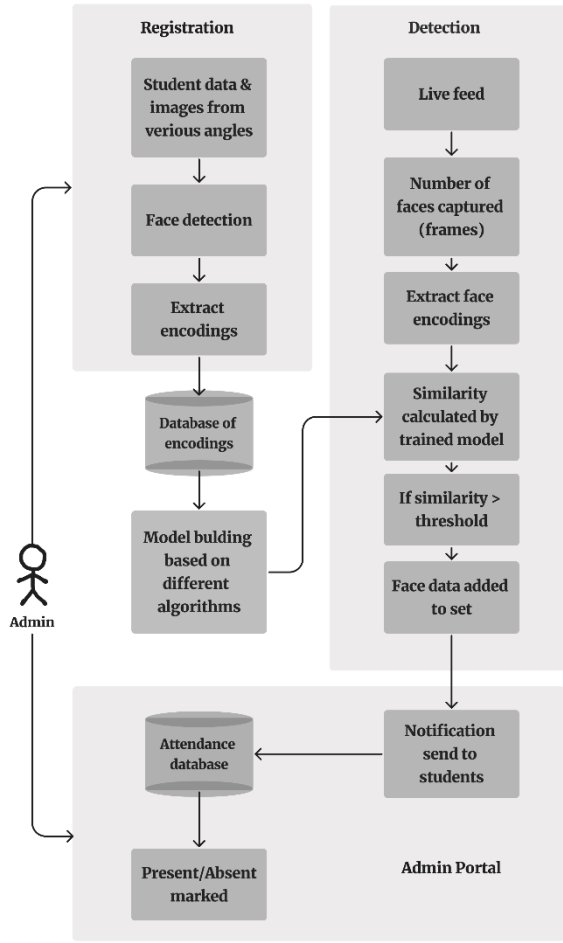 Registration
Student data &
images from
verious angles
Face detection
Extract
encodings
Database of
encodings
Model bulding
based on
different
algorithms
Detection
Live feed
Number of
faces captured
(frames)
Extract face
encodings
Similarity
calculated by
trained model
If similarity >
threshold
Face data added
to set
Admin
Notification
send to
students
Attendance
database
Present/Absent
marked
Admin Portal